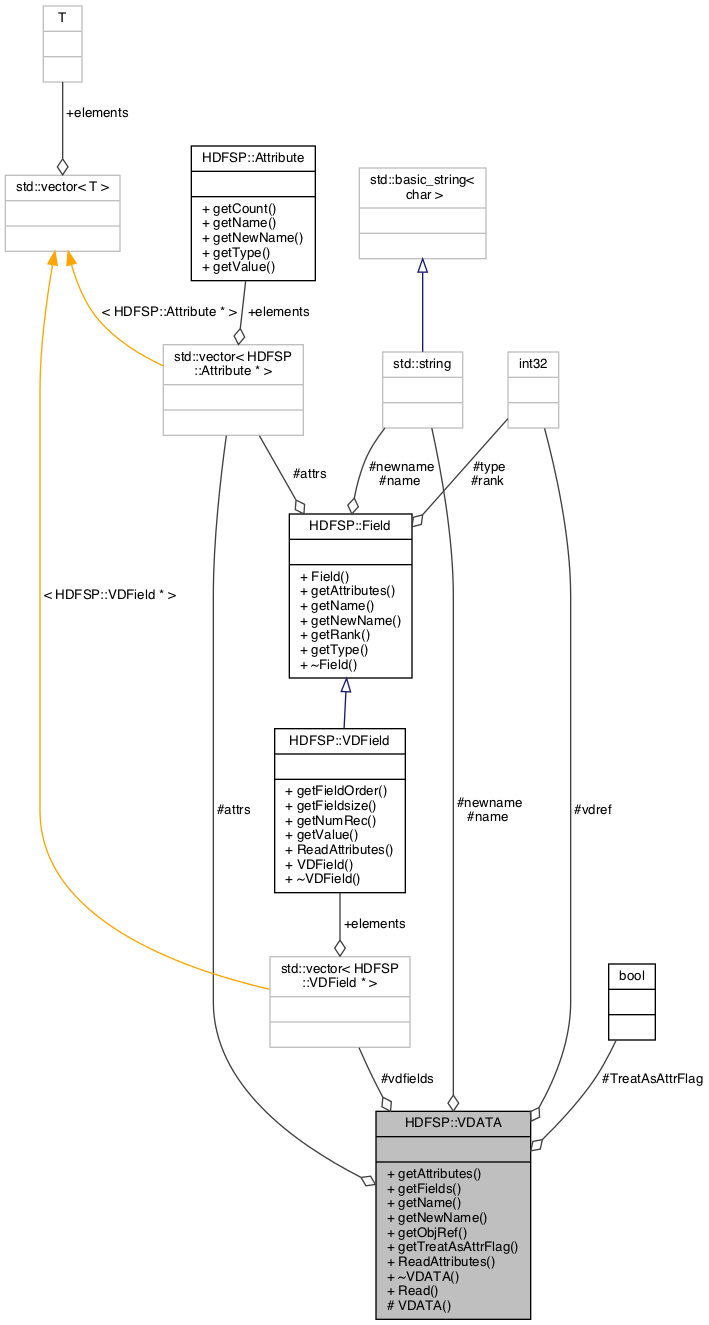 T
+elements
std::vector< T >
HDFSP::Attribute
+ getCount()
+ getName()
+ getNewName()
+ getType()
+ getValue()
std::basic_string<
char >
< HDFSP::Attribute * >
+elements
std::vector< HDFSP
::Attribute * >
std::string
int32
#attrs
#newname
#name
#type
#rank
HDFSP::Field
+ Field()
+ getAttributes()
+ getName()
+ getNewName()
+ getRank()
+ getType()
+ ~Field()
< HDFSP::VDField * >
HDFSP::VDField
+ getFieldOrder()
+ getFieldsize()
+ getNumRec()
+ getValue()
+ ReadAttributes()
+ VDField()
+ ~VDField()
#attrs
#newname
#name
#vdref
+elements
std::vector< HDFSP
::VDField * >
bool
#vdfields
#TreatAsAttrFlag
HDFSP::VDATA
+ getAttributes()
+ getFields()
+ getName()
+ getNewName()
+ getObjRef()
+ getTreatAsAttrFlag()
+ ReadAttributes()
+ ~VDATA()
+ Read()
# VDATA()